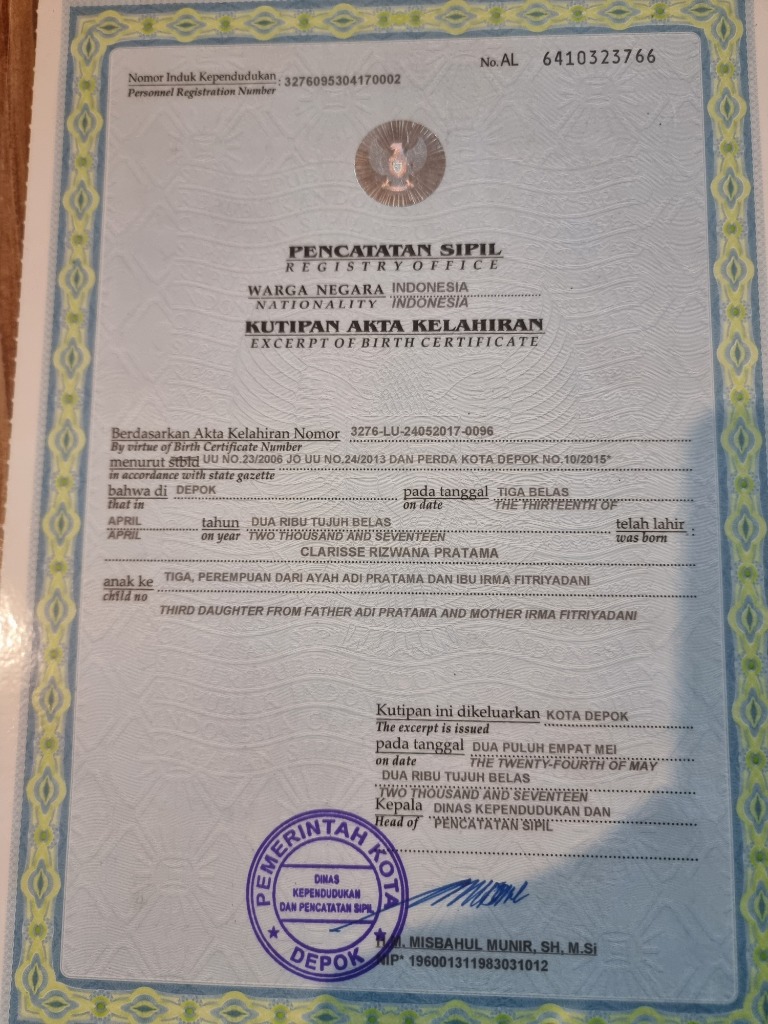 No. AL 6410323766
Nomor Induk Kependudukan : 3276095304170002
Personnel Registration Number
PENCATATAN SIPIL
REGISTRY OFFICE
WARGA NEGARA INDONESIA
NATIONALITY INDONESIA
KUTIPAN AKTA KELAHIRAN
EXCERPT OF BIRTH CERTIFICATE
Berdasarkan Akta Kelahiran Nomor 3276-LU-24052017-0096
By virtue of Birth Certificate Number
menurut stbld UU NO.23/2006 JO UU NO.24/2013 DAN PERDA KOTA DEPOK NO.10/2015*
in accordance with state gazette
bahwa di DEPOK pada tanggal TIGA BELAS
that in on date THE THIRTEENTH OF
APRIL tahun DUA RIBU TUJUH BELAS telah lahir :
APRIL on year TWO THOUSAND AND SEVENTEEN was born
CLARISSE RIZWANA PRATAMA
anak ke TIGA, PEREMPUAN DARI AYAH ADI PRATAMA DAN IBU IRMA FITRIYADANI
child no
THIRD DAUGHTER FROM FATHER ADI PRATAMA AND MOTHER IRMA FITRIYADANI
Kutipan ini dikeluarkan KOTA DEPOK
The excerpt is issued
pada tanggal DUA PULUH EMPAT MEI
on date THE TWENTY-FOURTH OF MAY
DUA RIBU TUJUH BELAS
TWO THOUSAND AND SEVENTEEN
Kepala DINAS KEPENDUDUKAN DAN
Head of PENCATATAN SIPIL
PEMERINTAH KOTA
DINAS
KEPENDUDUKAN
DAN PENCATATAN SIPIL
DEPOK
H.M. MISBAHUL MUNIR, SH, M.Si
NIP* 196001311983031012